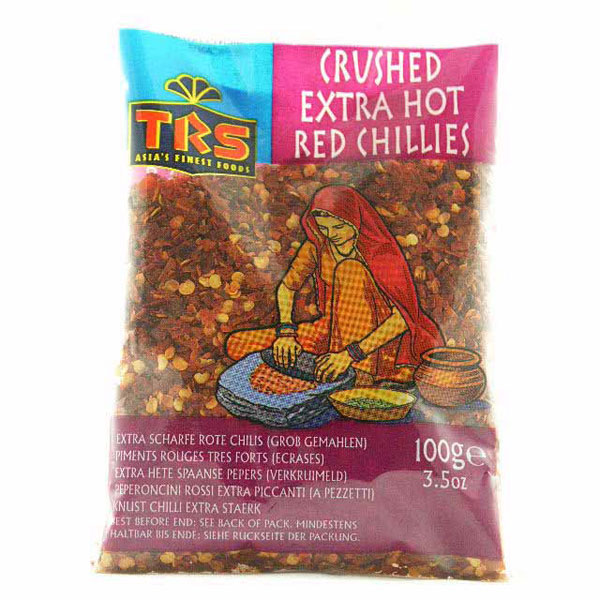 CRUSHED
EXTRA HOT
RED CHILLIES
TRS
ASIA'S FINEST FOODS
EXTRA SCHARFE ROTE CHILIS (GROB GEMAHLEN)
PIMENTS ROUGES TRES FORTS (ECRASES)
EXTRA HETE SPAANSE PEPERS (VERKRUIMELD)
PEPERONCINI ROSSI EXTRA PICCANTI (A PEZZETTI)
KNUST CHILLI EXTRA STAERK
BEST BEFORE END: SEE BACK OF PACK. MINDESTENS
HALTBAR BIS ENDE: SIEHE RUCKSEITE DER PACKUNG.
100g e
3.5oz